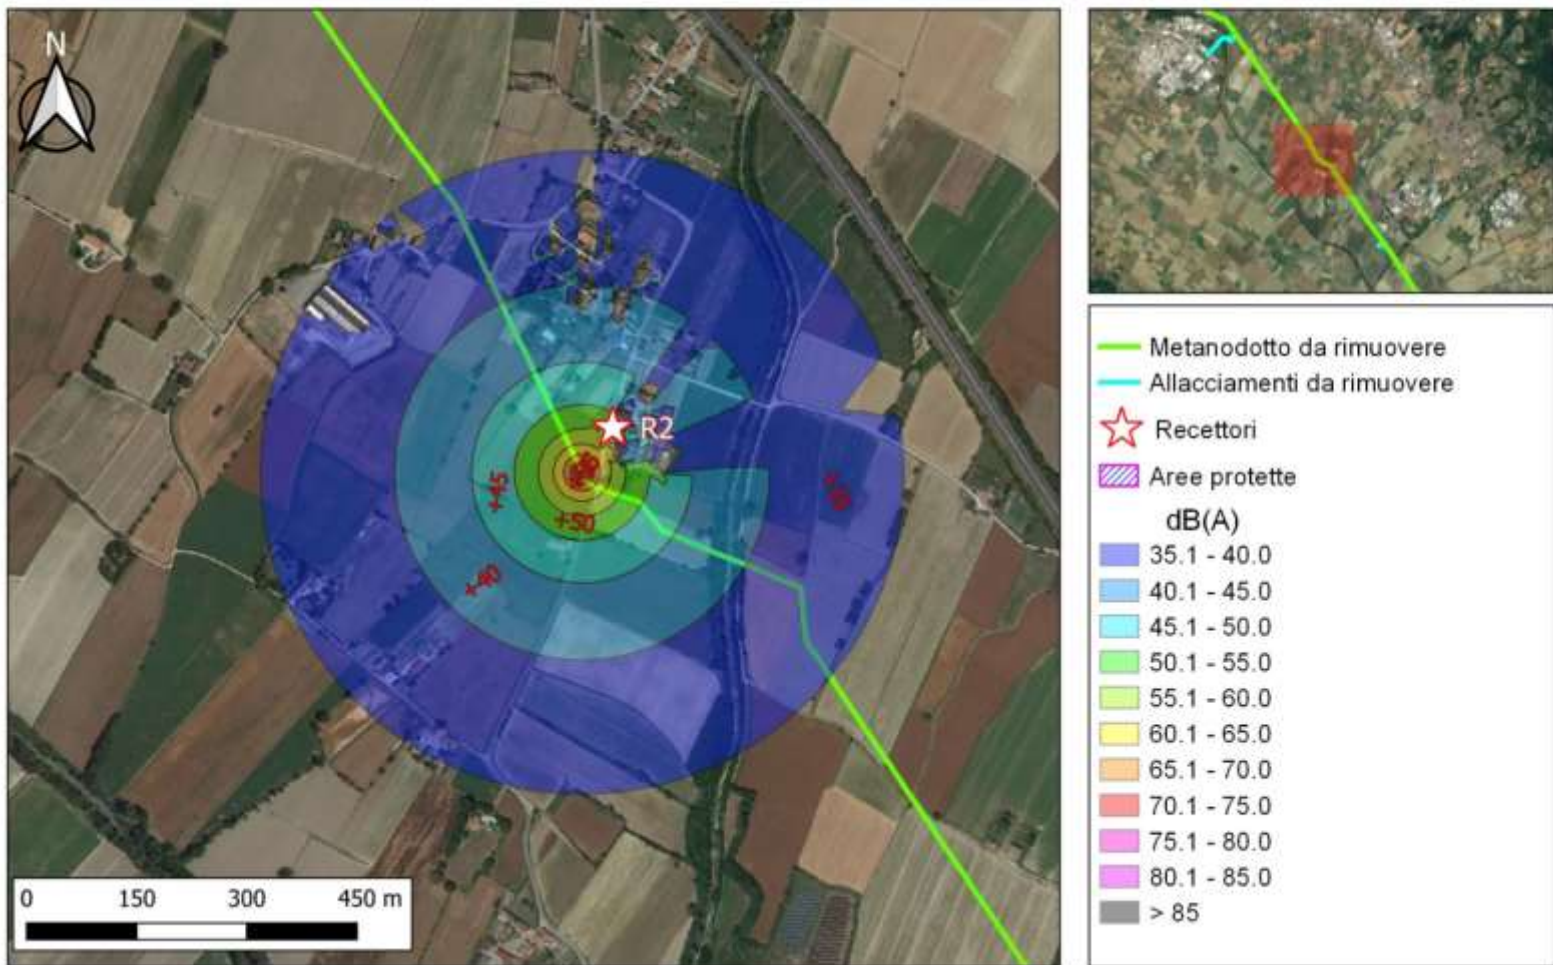 N
R2
+45
+50
+40
0 150 300 450 m
Metanodotto da rimuovere
Allacciamenti da rimuovere
Recettori
Aree protette
dB(A)
35.1 - 40.0
40.1 - 45.0
45.1 - 50.0
50.1 - 55.0
55.1 - 60.0
60.1 - 65.0
65.1 - 70.0
70.1 - 75.0
75.1 - 80.0
80.1 - 85.0
> 85